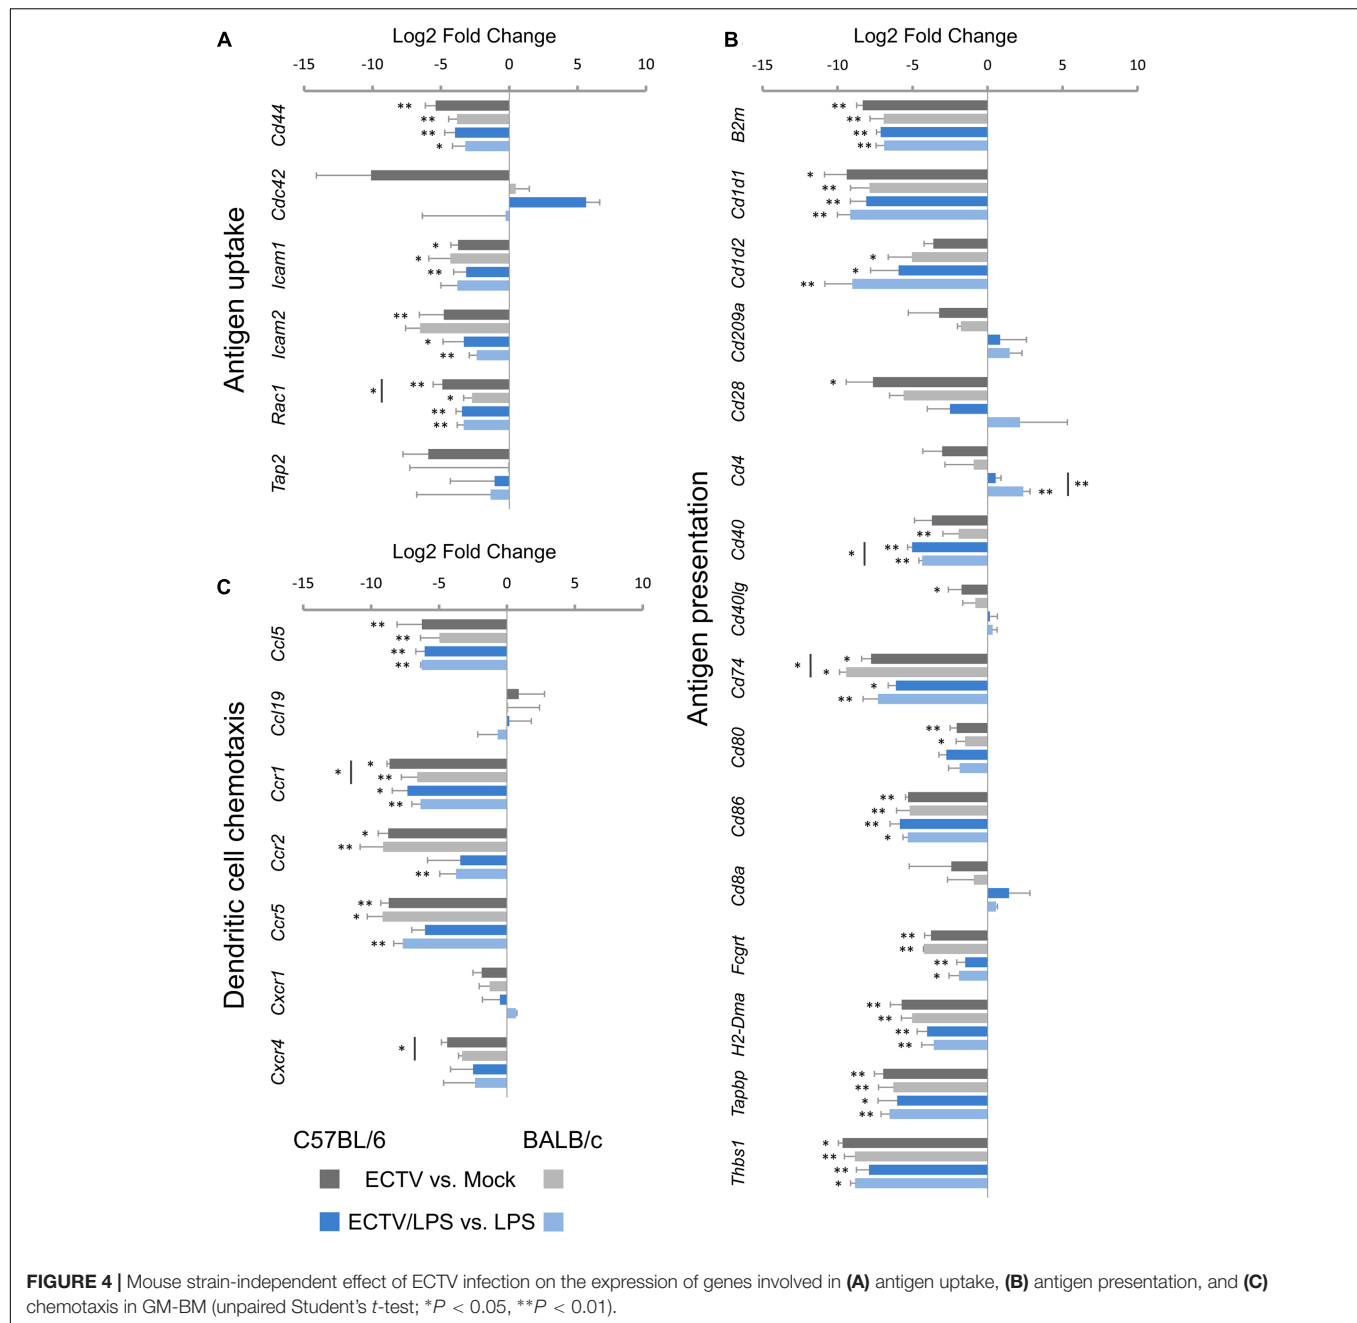 A
Log2 Fold Change
-15 -10 -5 0 5 10
Antigen uptake
Cd44
** ** ** *
Cdc42
Icam1
* * **
Icam2
** * **
Rac1
* ** * ** **
Tap2
B
Log2 Fold Change
-15 -10 -5 0 5 10
Antigen presentation
B2m
** ** ** **
Cd1d1
* ** ** **
Cd1d2
* * **
Cd209a
Cd28
*
Cd4
** **
Cd40
* ** ** **
Cd40lg
*
Cd74
* * * * **
Cd80
** *
Cd86
** ** ** *
Cd8a
Fcgrt
** ** ** *
H2-Dma
** ** ** **
Tapbp
** ** * **
Thbs1
* ** ** *
C
Log2 Fold Change
-15 -10 -5 0 5 10
Dendritic cell chemotaxis
Ccl5
** ** ** **
Ccl19
Ccr1
* * ** * **
Ccr2
* ** **
Ccr5
** * **
Cxcr1
Cxcr4
*
C57BL/6 BALB/c
ECTV vs. Mock
ECTV/LPS vs. LPS
FIGURE 4 | Mouse strain-independent effect of ECTV infection on the expression of genes involved in (A) antigen uptake, (B) antigen presentation, and (C)
chemotaxis in GM-BM (unpaired Student's t-test; *P < 0.05, **P < 0.01).